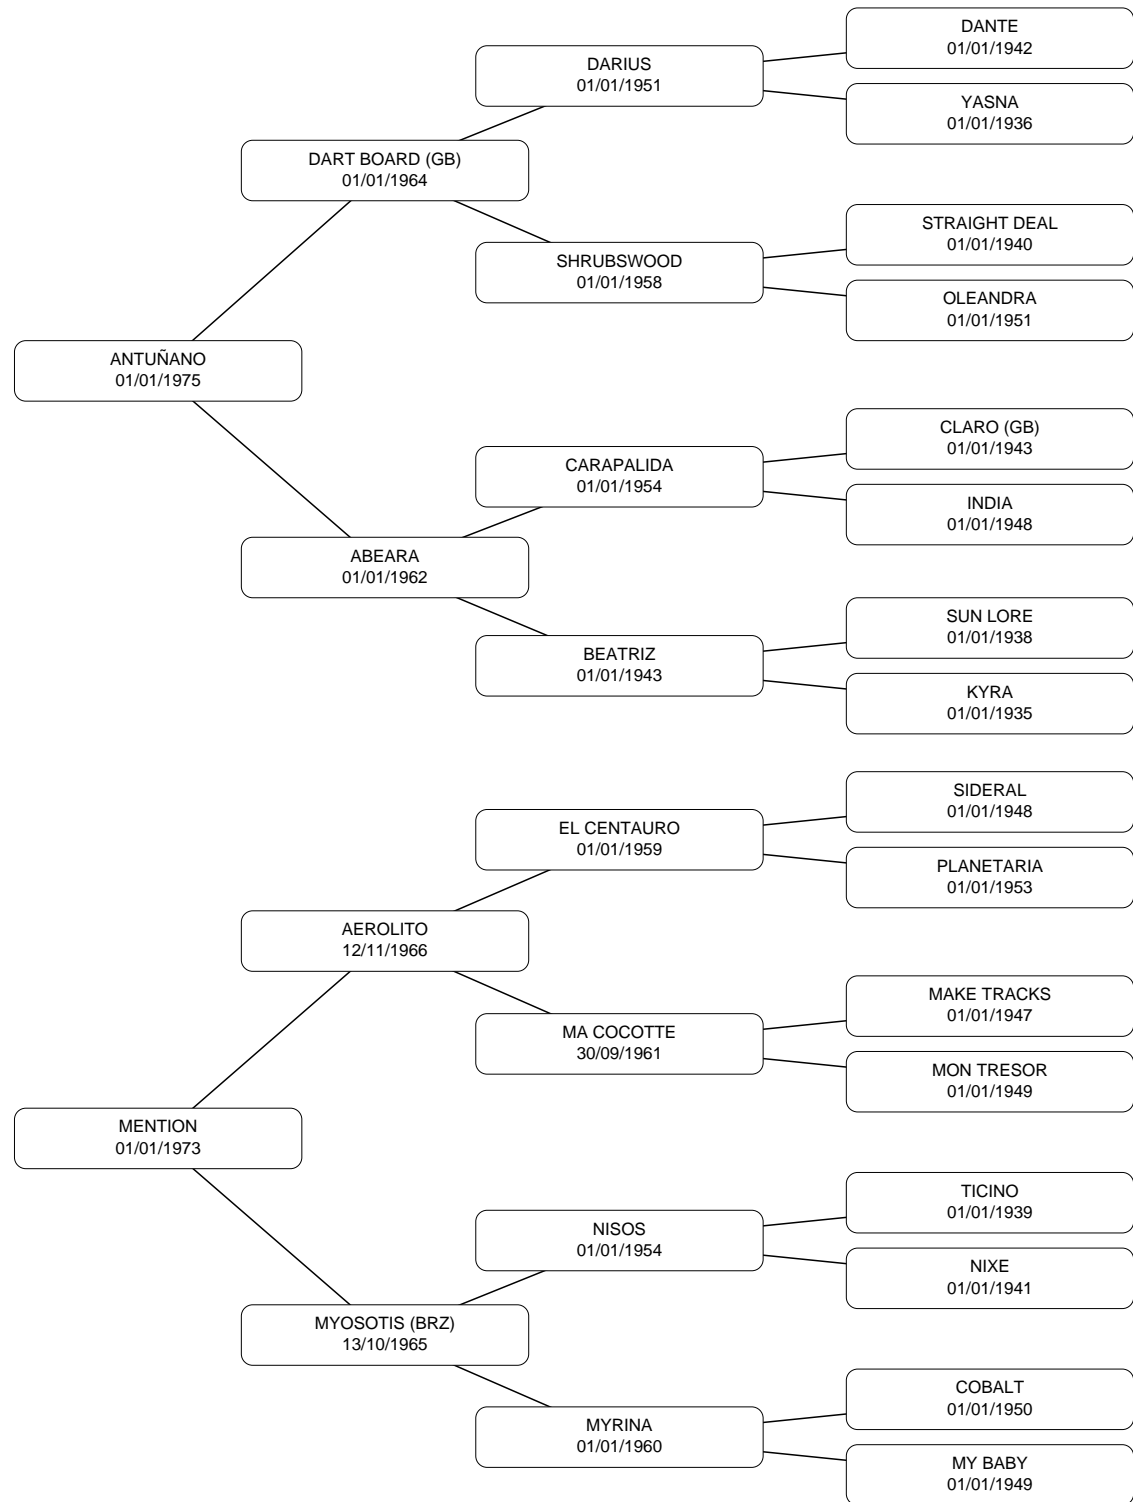 DANTE
01/01/1942
DARIUS
01/01/1951
YASNA
01/01/1936
DART BOARD (GB)
01/01/1964
STRAIGHT DEAL
01/01/1940
SHRUBSWOOD
01/01/1958
OLEANDRA
01/01/1951
ANTUÑANO
01/01/1975
CLARO (GB)
01/01/1943
CARAPALIDA
01/01/1954
INDIA
01/01/1948
ABEARA
01/01/1962
SUN LORE
01/01/1938
BEATRIZ
01/01/1943
KYRA
01/01/1935
SIDERAL
01/01/1948
EL CENTAURO
01/01/1959
PLANETARIA
01/01/1953
AEROLITO
12/11/1966
MAKE TRACKS
01/01/1947
MA COCOTTE
30/09/1961
MON TRESOR
01/01/1949
MENTION
01/01/1973
TICINO
01/01/1939
NISOS
01/01/1954
NIXE
01/01/1941
MYOSOTIS (BRZ)
13/10/1965
COBALT
01/01/1950
MYRINA
01/01/1960
MY BABY
01/01/1949